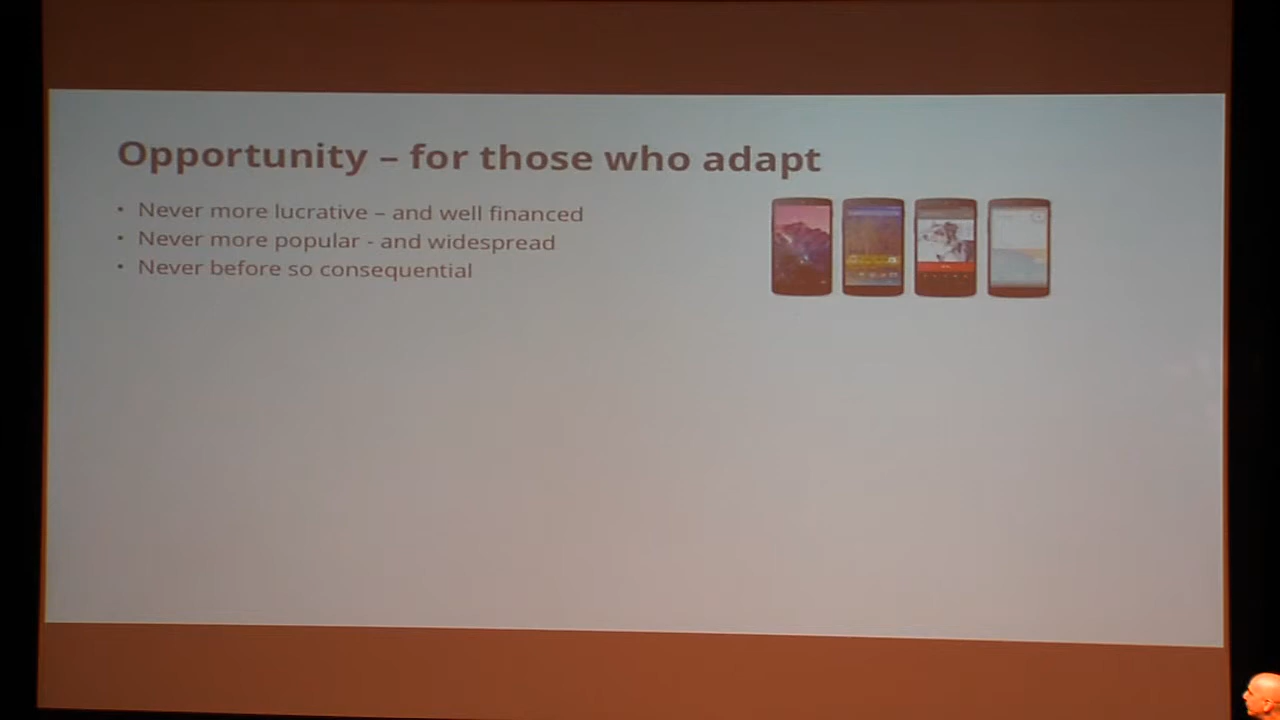 Opportunity – for those who adapt
• Never more lucrative – and well financed
• Never more popular - and widespread
• Never before so consequential